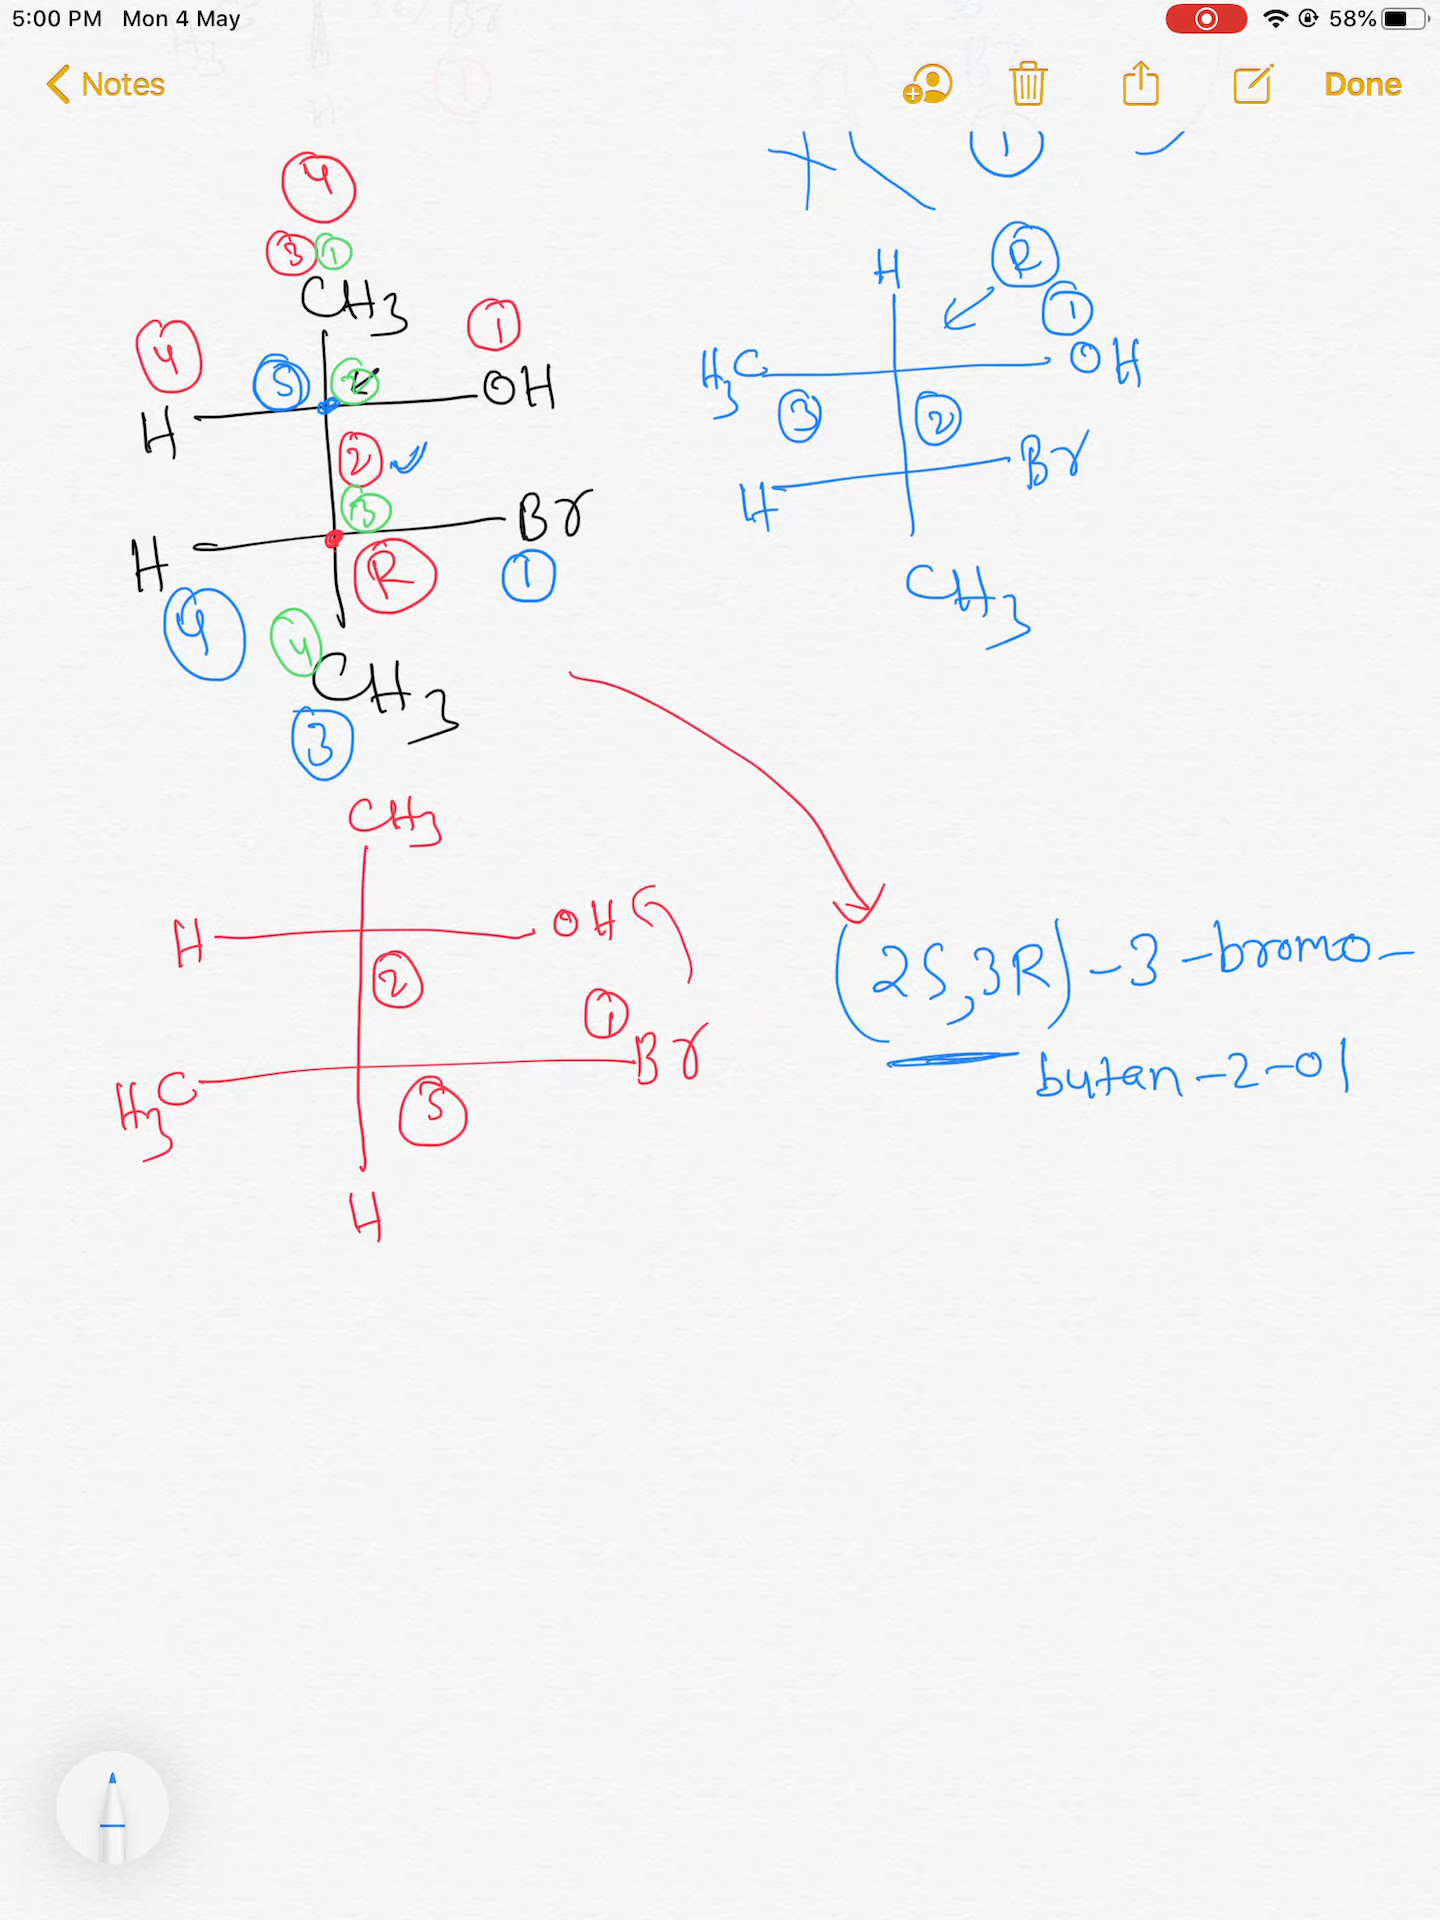 5:00 PM Mon 4 May
58%
Notes
Done
1
4
3 1
CH3
1
4
S 2
H
OH
2
3
H
Br
R
1
4
4
CH3
3
H
R
1
H3C
OH
3
2
H
Br
CH3
CH3
H
OH
2
1
H3C
Br
S
H
(2S,3R)-3-bromo-
butan-2-ol